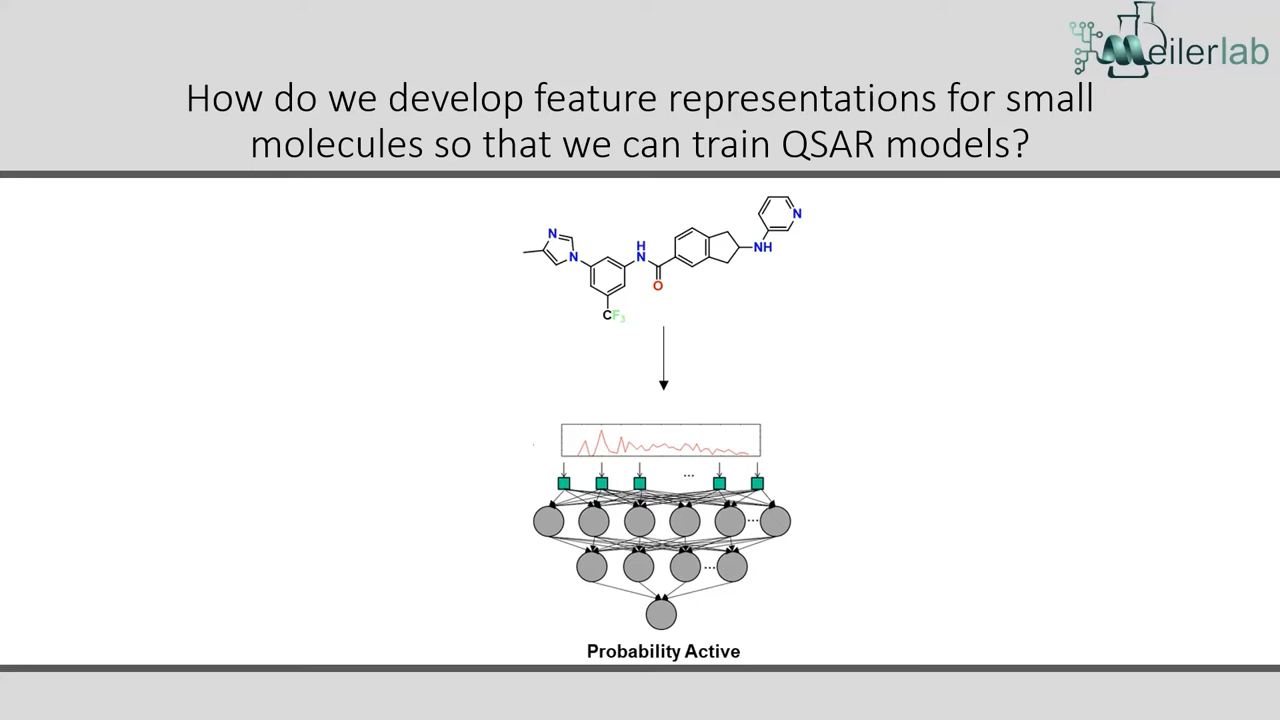 Meilerlab
How do we develop feature representations for small
molecules so that we can train QSAR models?
N
N
H
N
O
CF3
NH
N
...
...
...
Probability Active